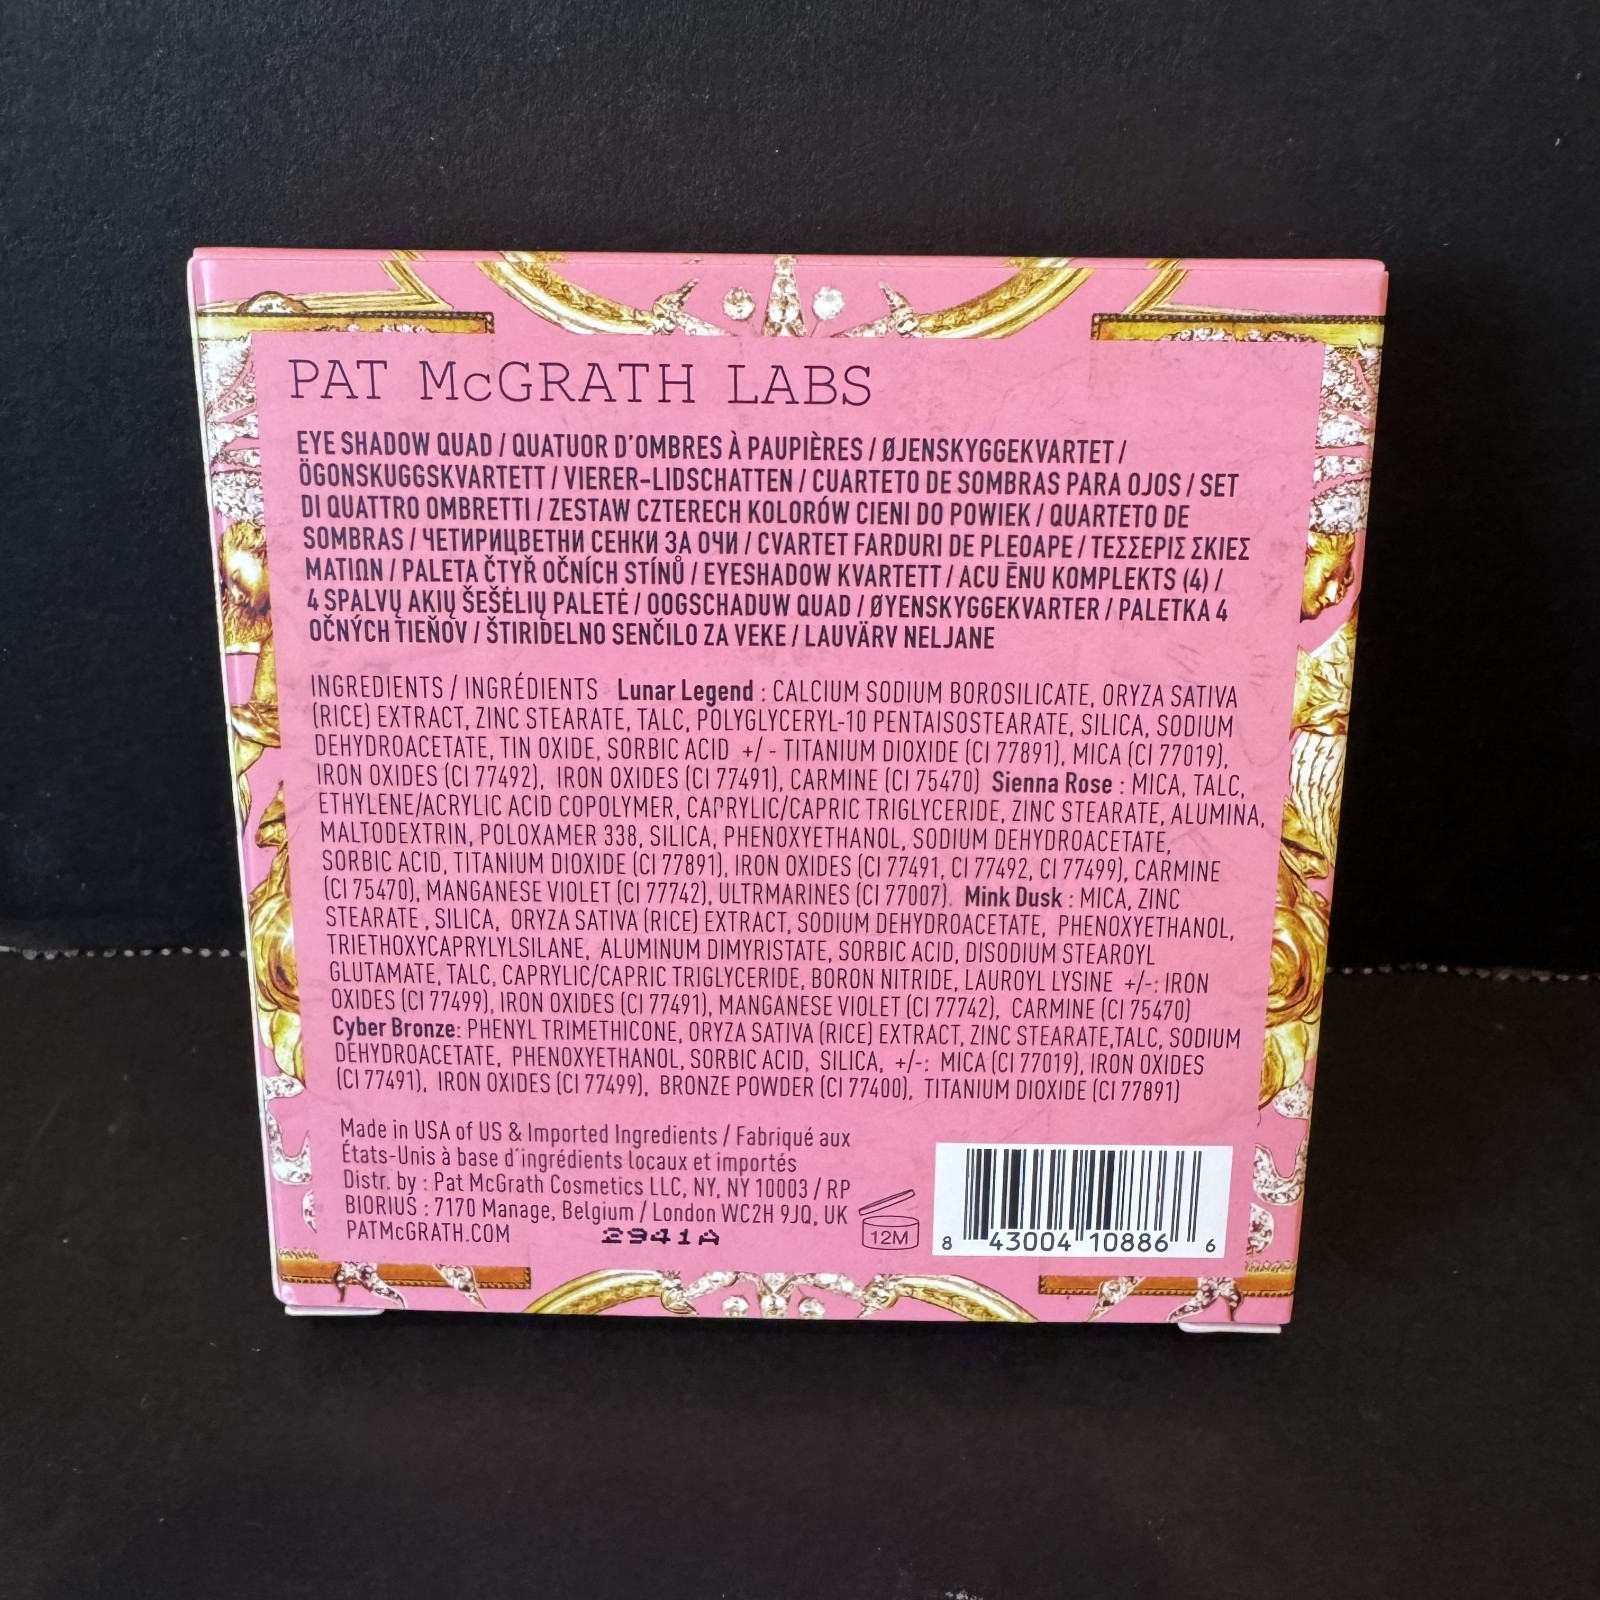 PAT McGRATH LABS
EYE SHADOW QUAD / QUATUOR D'OMBRES À PAUPIÈRES / ØJENSKYGGEKVARTET /
ÖGONSKUGGSKVARTETT / VIERER-LIDSCHATTEN / CUARTETO DE SOMBRAS PARA OJOS / SET
DI QUATTRO OMBRETTI / ZESTAW CZTERECH KOLORÓW CIENI DO POWIEK / QUARTETO DE
SOMBRAS / ЧЕТИРИЦВЕТНИ СЕНКИ ЗА ОЧИ / CVARTET FARDURI DE PLEOAPE / ΤΕΣΣΕΡΙΣ ΣΚΙΕΣ
ΜΑΤΙΩΝ / PALETA ČTYŘ OČNÍCH STÍNŮ / EYESHADOW KVARTETT / ACU ĒNU KOMPLEKTS (4) /
4 SPALVŲ AKIŲ ŠEŠĖLIŲ PALETĖ / OOGSCHADUW QUAD / ØYENSKYGGEKVARTER / PALETKA 4
OČNÝCH TIEŇOV / ŠTIRIDELNO SENČILO ZA VEKE / LAUVÄRV NELJANE
INGREDIENTS / INGRÉDIENTS Lunar Legend : CALCIUM SODIUM BOROSILICATE, ORYZA SATIVA
(RICE) EXTRACT, ZINC STEARATE, TALC, POLYGLYCERYL-10 PENTAISOSTEARATE, SILICA, SODIUM
DEHYDROACETATE, TIN OXIDE, SORBIC ACID +/ - TITANIUM DIOXIDE (CI 77891), MICA (CI 77019),
IRON OXIDES (CI 77492), IRON OXIDES (CI 77491), CARMINE (CI 75470) Sienna Rose : MICA, TALC,
ETHYLENE/ACRYLIC ACID COPOLYMER, CAPRYLIC/CAPRIC TRIGLYCERIDE, ZINC STEARATE, ALUMINA,
MALTODEXTRIN, POLOXAMER 338, SILICA, PHENOXYETHANOL, SODIUM DEHYDROACETATE,
SORBIC ACID, TITANIUM DIOXIDE (CI 77891), IRON OXIDES (CI 77491, CI 77492, CI 77499), CARMINE
(CI 75470), MANGANESE VIOLET (CI 77742), ULTRMARINES (CI 77007). Mink Dusk : MICA, ZINC
STEARATE , SILICA, ORYZA SATIVA (RICE) EXTRACT, SODIUM DEHYDROACETATE, PHENOXYETHANOL,
TRIETHOXYCAPRYLYLSILANE, ALUMINUM DIMYRISTATE, SORBIC ACID, DISODIUM STEAROYL
GLUTAMATE, TALC, CAPRYLIC/CAPRIC TRIGLYCERIDE, BORON NITRIDE, LAUROYL LYSINE +/-: IRON
OXIDES (CI 77499), IRON OXIDES (CI 77491), MANGANESE VIOLET (CI 77742), CARMINE (CI 75470)
Cyber Bronze: PHENYL TRIMETHICONE, ORYZA SATIVA (RICE) EXTRACT, ZINC STEARATE,TALC, SODIUM
DEHYDROACETATE, PHENOXYETHANOL, SORBIC ACID, SILICA, +/-: MICA (CI 77019), IRON OXIDES
(CI 77491), IRON OXIDES (CI 77499), BRONZE POWDER (CI 77400), TITANIUM DIOXIDE (CI 77891)
Made in USA of US & Imported Ingredients / Fabriqué aux
États-Unis à base d'ingrédients locaux et importés
Distr. by : Pat McGrath Cosmetics LLC, NY, NY 10003 / RP
BIORIUS : 7170 Manage, Belgium / London WC2H 9JQ, UK
PATMcGRATH.COM 2941A
12M
8 43004 10886 6